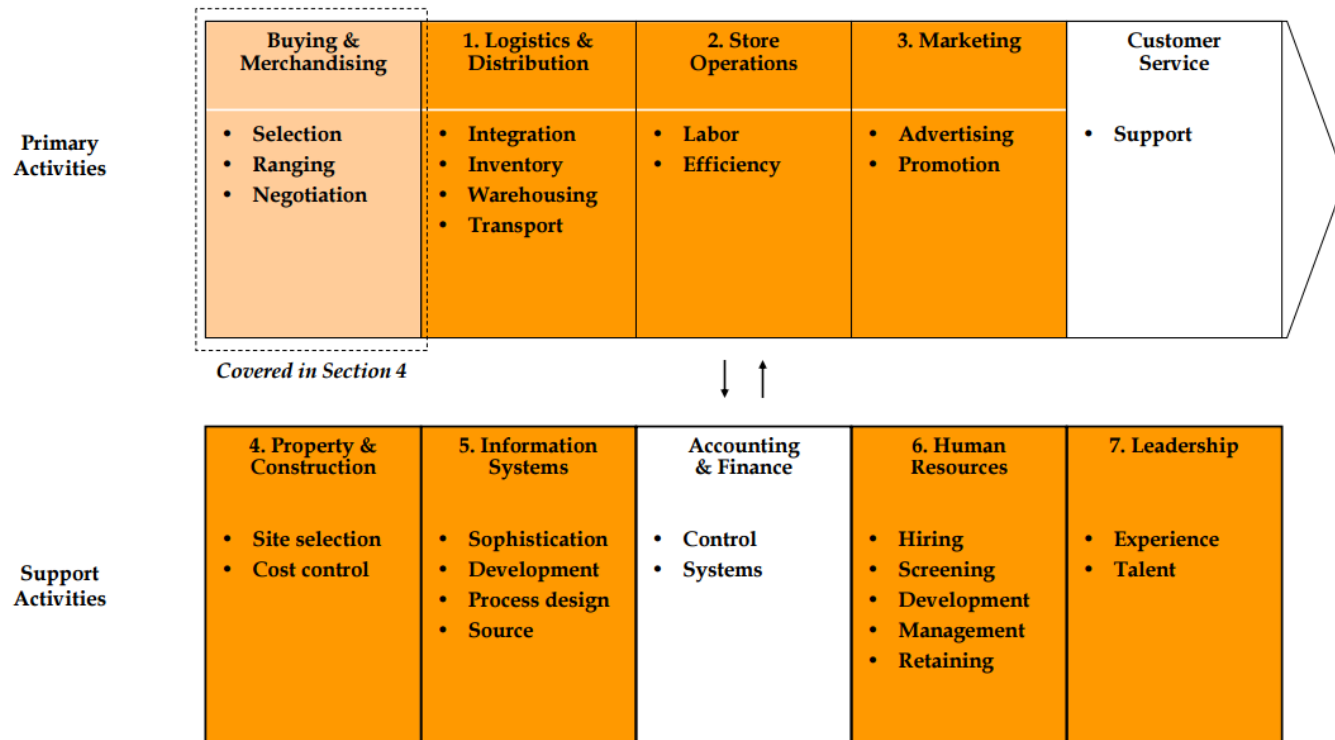 Primary
Activities
Buying &
Merchandising
• Selection
• Ranging
• Negotiation
1. Logistics &
Distribution
• Integration
• Inventory
• Warehousing
• Transport
2. Store
Operations
• Labor
• Efficiency
3. Marketing
• Advertising
• Promotion
Customer
Service
• Support
Covered in Section 4
Support
Activities
4. Property &
Construction
• Site selection
• Cost control
5. Information
Systems
• Sophistication
• Development
• Process design
• Source
Accounting
& Finance
• Control
• Systems
6. Human
Resources
• Hiring
• Screening
• Development
• Management
• Retaining
7. Leadership
• Experience
• Talent